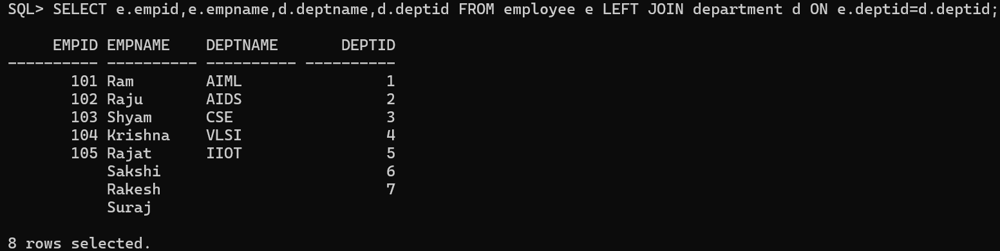 SQL> SELECT e.empid,e.empname,d.deptname,d.deptid FROM employee e LEFT JOIN department d ON e.deptid=d.deptid;
     EMPID EMPNAME    DEPTNAME       DEPTID
---------- ---------- ---------- ----------
       101 Ram        AIML                1
       102 Raju       AIDS                2
       103 Shyam      CSE                 3
       104 Krishna    VLSI                4
       105 Rajat      IIOT                5
           Sakshi                         6
           Rakesh                         7
           Suraj
8 rows selected.